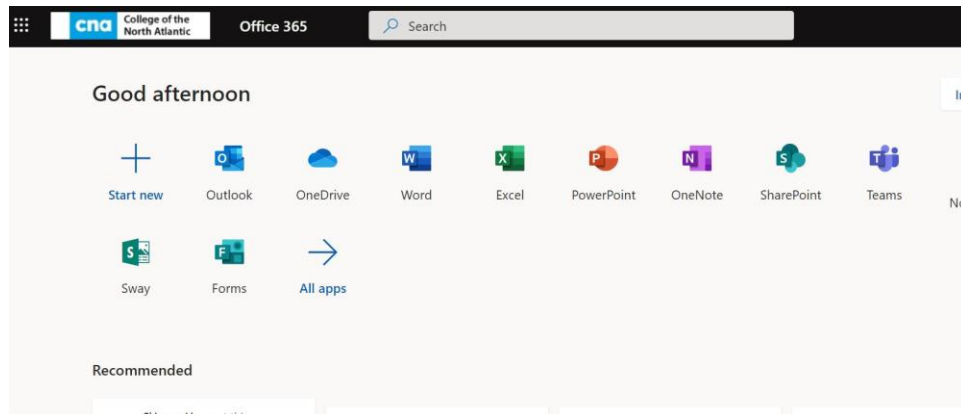 cna College of the
North Atlantic
Office 365
Search
Good afternoon
Start new Outlook OneDrive Word Excel PowerPoint OneNote SharePoint Teams
Sway Forms All apps
Recommended